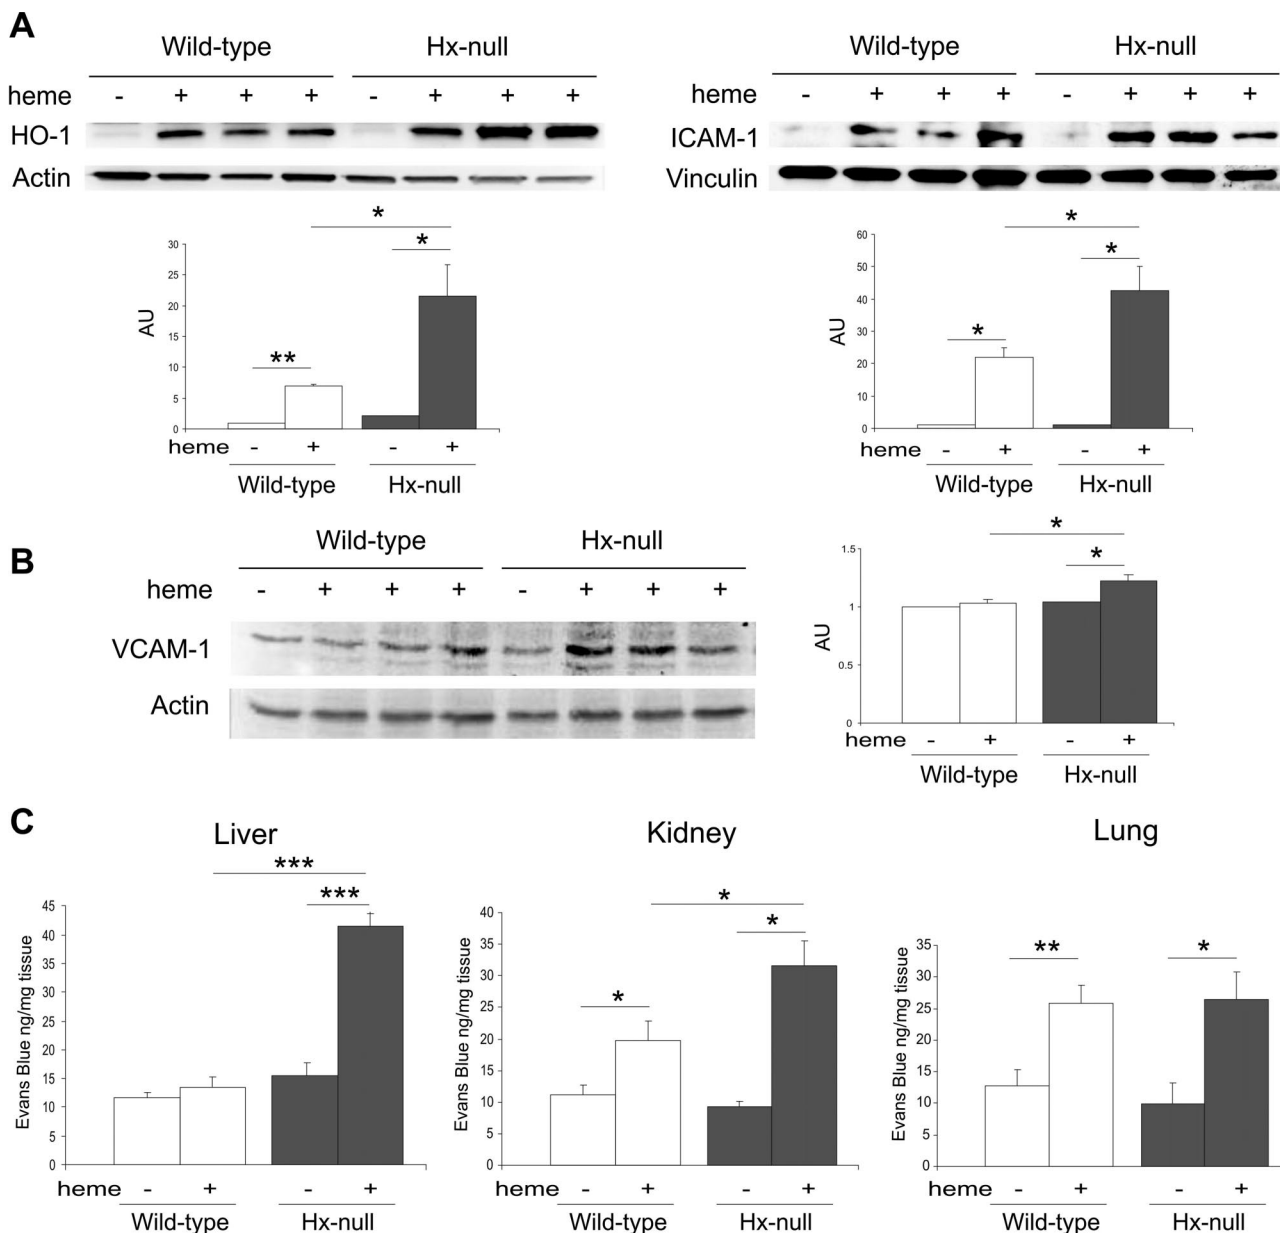 A
Wild-type Hx-null
heme - + + + - + + +
HO-1
Actin
Wild-type Hx-null
heme - + + + - + + +
ICAM-1
Vinculin
*
*
**
30
25
20
15
10
5
0
AU
heme - + - +
Wild-type Hx-null
*
*
*
60
50
40
30
20
10
0
AU
heme - + - +
Wild-type Hx-null
B
Wild-type Hx-null
heme - + + + - + + +
VCAM-1
Actin
*
*
1.5
1
0.5
0
AU
heme - + - +
Wild-type Hx-null
C
Liver
***
***
45
40
35
30
25
20
15
10
5
0
Evans Blue ng/mg tissue
heme - + - +
Wild-type Hx-null
Kidney
*
*
*
40
35
30
25
20
15
10
5
0
Evans Blue ng/mg tissue
heme - + - +
Wild-type Hx-null
Lung
** *
35
30
25
20
15
10
5
0
Evans Blue ng/mg tissue
heme - + - +
Wild-type Hx-null